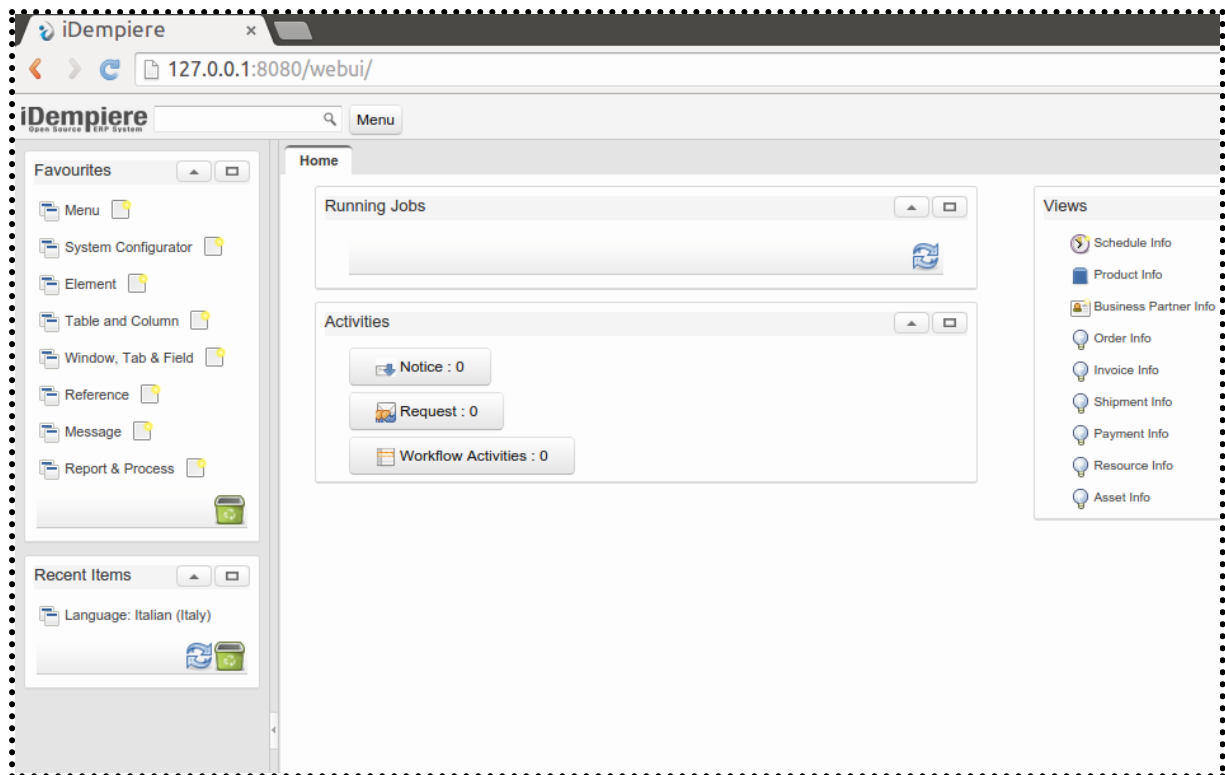 iDempiere
127.0.0.1:8080/webui/
iDempiere
Open Source ERP System
Menu
Favourites
Menu
System Configurator
Element
Table and Column
Window, Tab & Field
Reference
Message
Report & Process
Recent Items
Language: Italian (Italy)
Home
Running Jobs
Activities
Notice : 0
Request : 0
Workflow Activities : 0
Views
Schedule Info
Product Info
Business Partner Info
Order Info
Invoice Info
Shipment Info
Payment Info
Resource Info
Asset Info